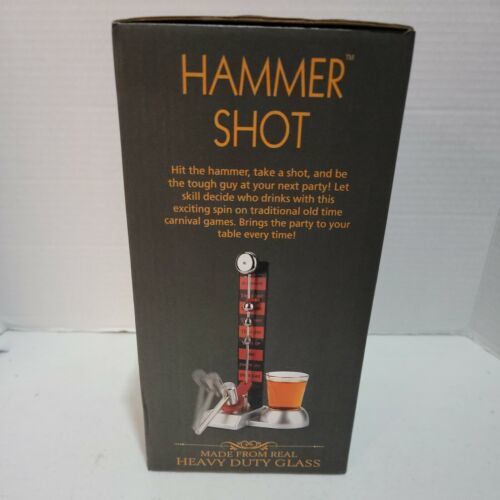 HAMMER™
SHOT
Hit the hammer, take a shot, and be
the tough guy at your next party! Let
skill decide who drinks with this
exciting spin on traditional old time
carnival games. Brings the party to your
table every time!
MADE FROM REAL
HEAVY DUTY GLASS